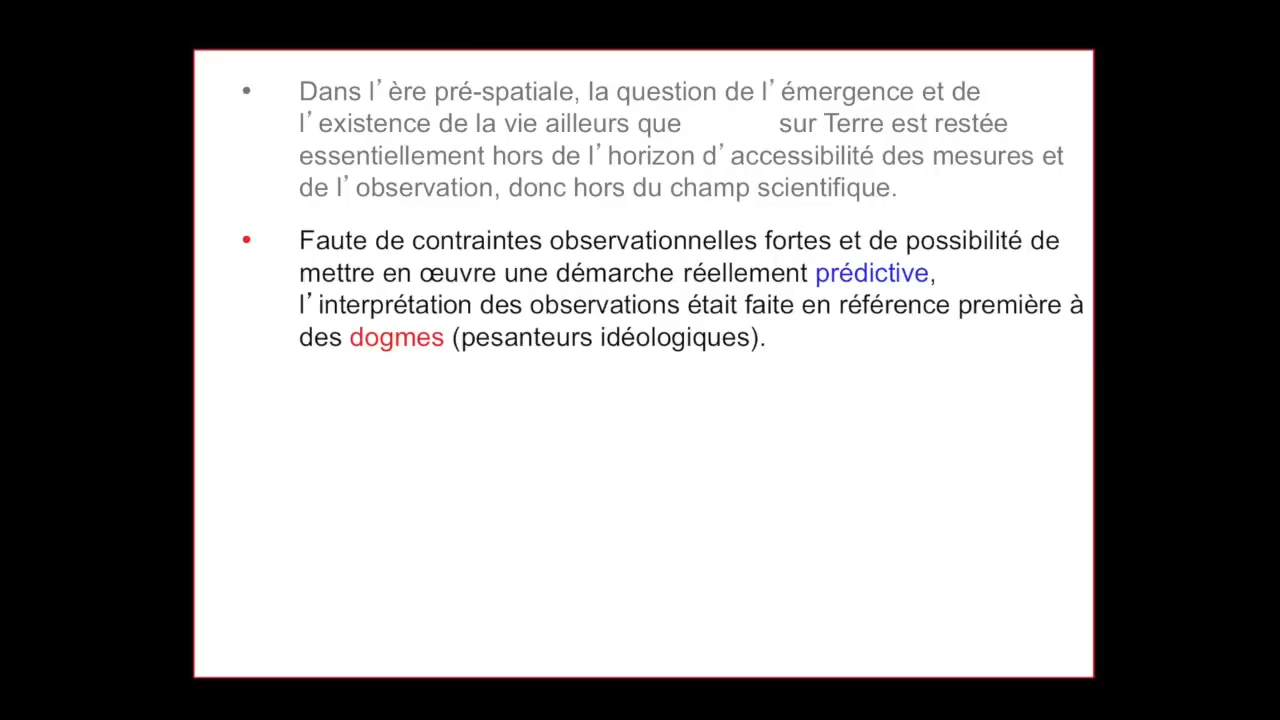 • Dans l’ère pré-spatiale, la question de l’émergence et de
l’existence de la vie ailleurs que sur Terre est restée
essentiellement hors de l’horizon d’accessibilité des mesures et
de l’observation, donc hors du champ scientifique.
• Faute de contraintes observationnelles fortes et de possibilité de
mettre en œuvre une démarche réellement prédictive,
l’interprétation des observations était faite en référence première à
des dogmes (pesanteurs idéologiques).